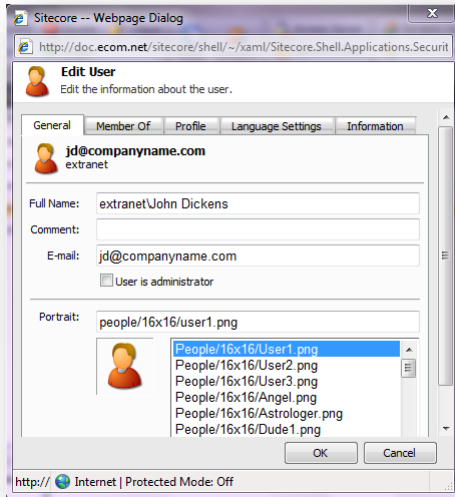 Sitecore -- Webpage Dialog
X
http://doc.ecom.net/sitecore/shell/~/xaml/Sitecore.Shell.Applications.Securit
Edit User
Edit the information about the user.
General Member Of Profile Language Settings Information
jd@companyname.com
extranet
Full Name: extranet\John Dickens
Comment:
E-mail: jd@companyname.com
User is administrator
Portrait: people/16x16/user1.png
People/16x16/User1.png
People/16x16/User2.png
People/16x16/User3.png
People/16x16/Angel.png
People/16x16/Astrologer.png
People/16x16/Dude1.png
OK Cancel
http:// Internet | Protected Mode: Off